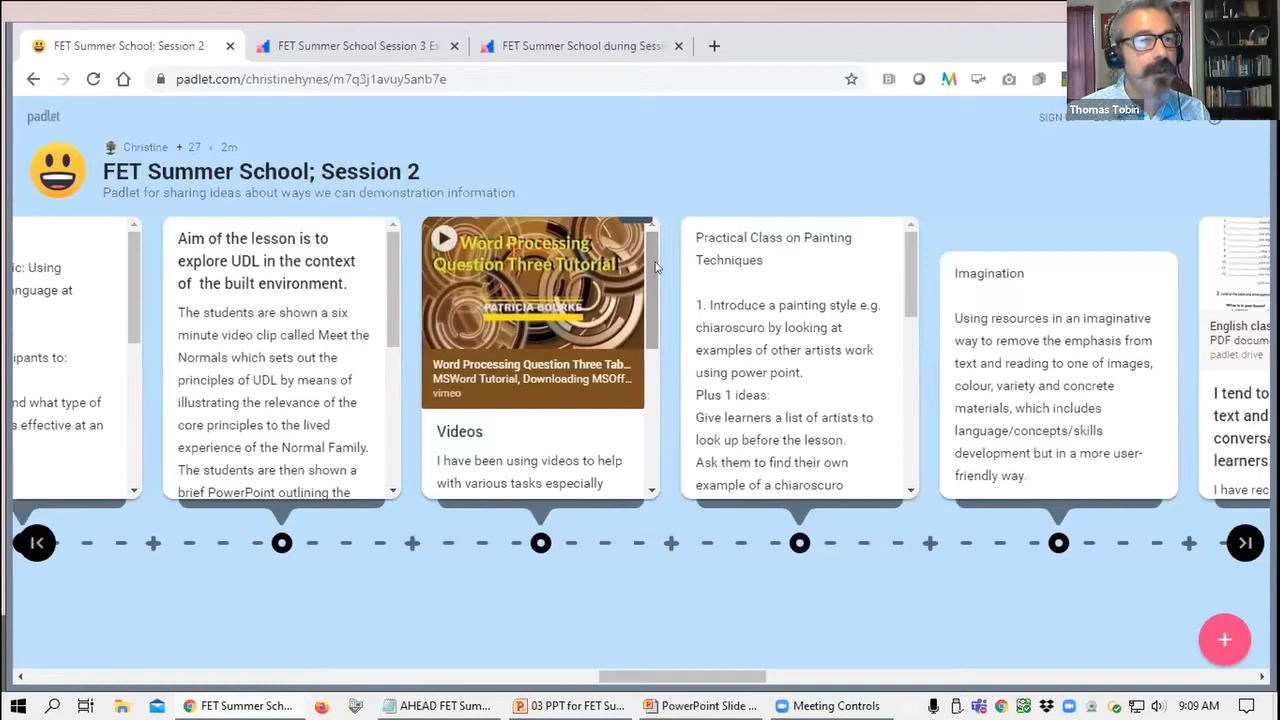 FET Summer School; Session 2
FET Summer School Session 3 E
FET Summer School during Sessi
padlet.com/christinehynes/m7q3j1avuy5anb7e
Thomas Tobin
padlet
SIGN
Christine + 27 • 2m
FET Summer School; Session 2
Padlet for sharing ideas about ways we can demonstration information
ic: Using
anguage at
ipants to:
nd what type of
s effective at an
Aim of the lesson is to
explore UDL in the context
of the built environment.
The students are shown a six
minute video clip called Meet the
Normals which sets out the
principles of UDL by means of
illustrating the relevance of the
core principles to the lived
experience of the Normal Family.
The students are then shown a
brief PowerPoint outlining the
Word Processing
Question Three Tutorial
PATRICIA BOURKE
Word Processing Question Three Tab...
MSWord Tutorial, Downloading MSOff...
vimeo
Videos
I have been using videos to help
with various tasks especially
Practical Class on Painting
Techniques
1. Introduce a painting style e.g.
chiaroscuro by looking at
examples of other artists work
using power point.
Plus 1 ideas:
Give learners a list of artists to
look up before the lesson.
Ask them to find their own
example of a chiaroscuro
Imagination
Using resources in an imaginative
way to remove the emphasis from
text and reading to one of images,
colour, variety and concrete
materials, which includes
language/concepts/skills
development but in a more user-
friendly way.
English clas
PDF docum
padlet drive
I tend to
text and
conversa
learners.
I have rec
FET Summer Sch...
AHEAD FET Sum...
03 PPT for FET Su...
PowerPoint Slide ...
Meeting Controls
9:09 AM